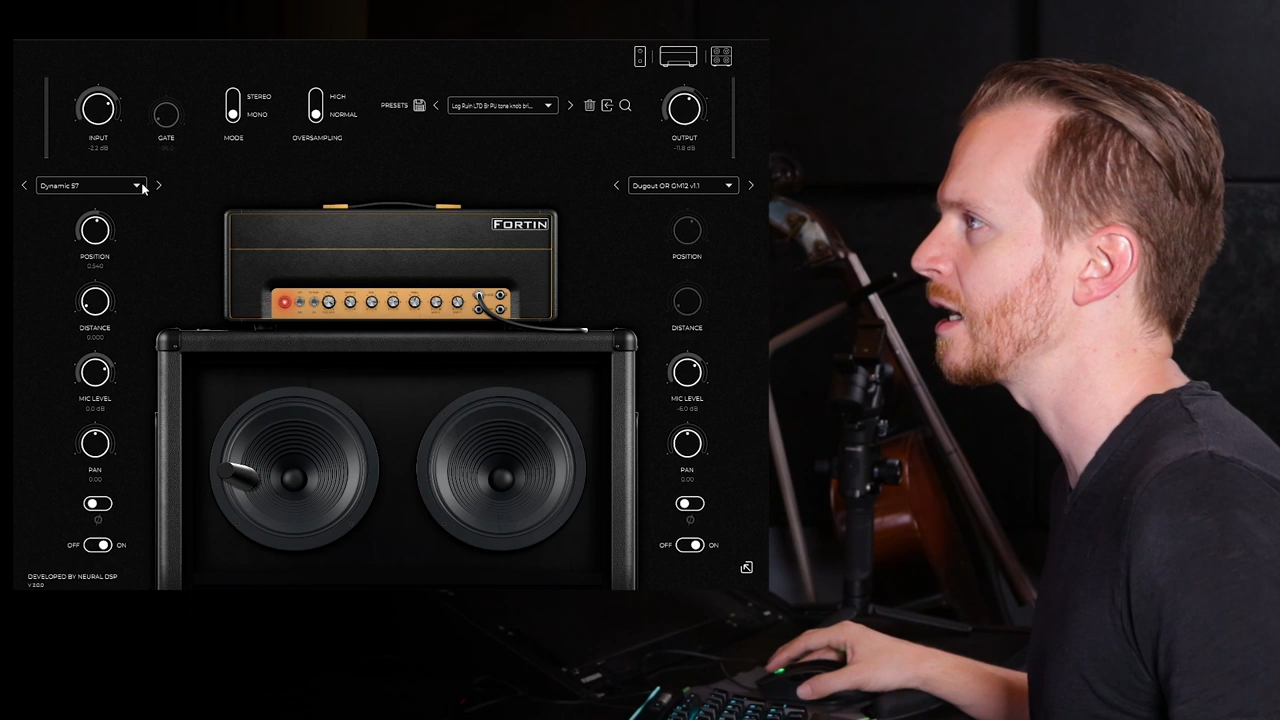 STEREO
MONO
MODE
HIGH
NORMAL
OVERSAMPLING
PRESETS
Log Ruin LTD Br PU tone knob bri...
INPUT
-2.2 dB
GATE
OUTPUT
-11.8 dB
Dynamic 57
Dugout OR GM12 v1.1
FORTIN
POSITION
0.540
POSITION
DISTANCE
0.000
DISTANCE
MIC LEVEL
0.0 dB
MIC LEVEL
-6.0 dB
PAN
0.00
PAN
0.00
Ø
Ø
OFF ON
OFF ON
DEVELOPED BY NEURAL DSP